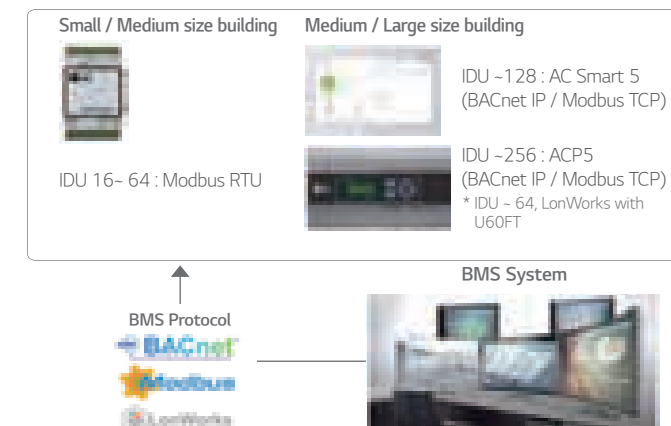 Small / Medium size building
Medium / Large size building
IDU ~128 : AC Smart 5
(BACnet IP / Modbus TCP)
IDU 16~ 64 : Modbus RTU
IDU ~256 : ACP5
(BACnet IP / Modbus TCP)
* IDU ~ 64, LonWorks with
U60FT
BMS System
BMS Protocol
BACnet
Modbus
LonWorks